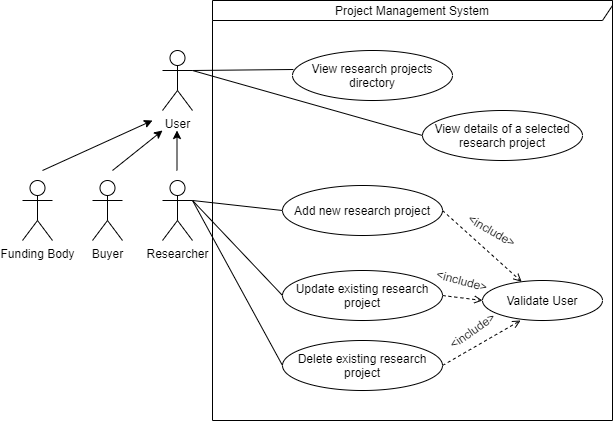 Project Management System
View research projects
directory
User
View details of a selected
research project
Add new research project
<include>
Funding Body
Buyer
Researcher
<include>
Update existing research
project
Validate User
<include>
Delete existing research
project